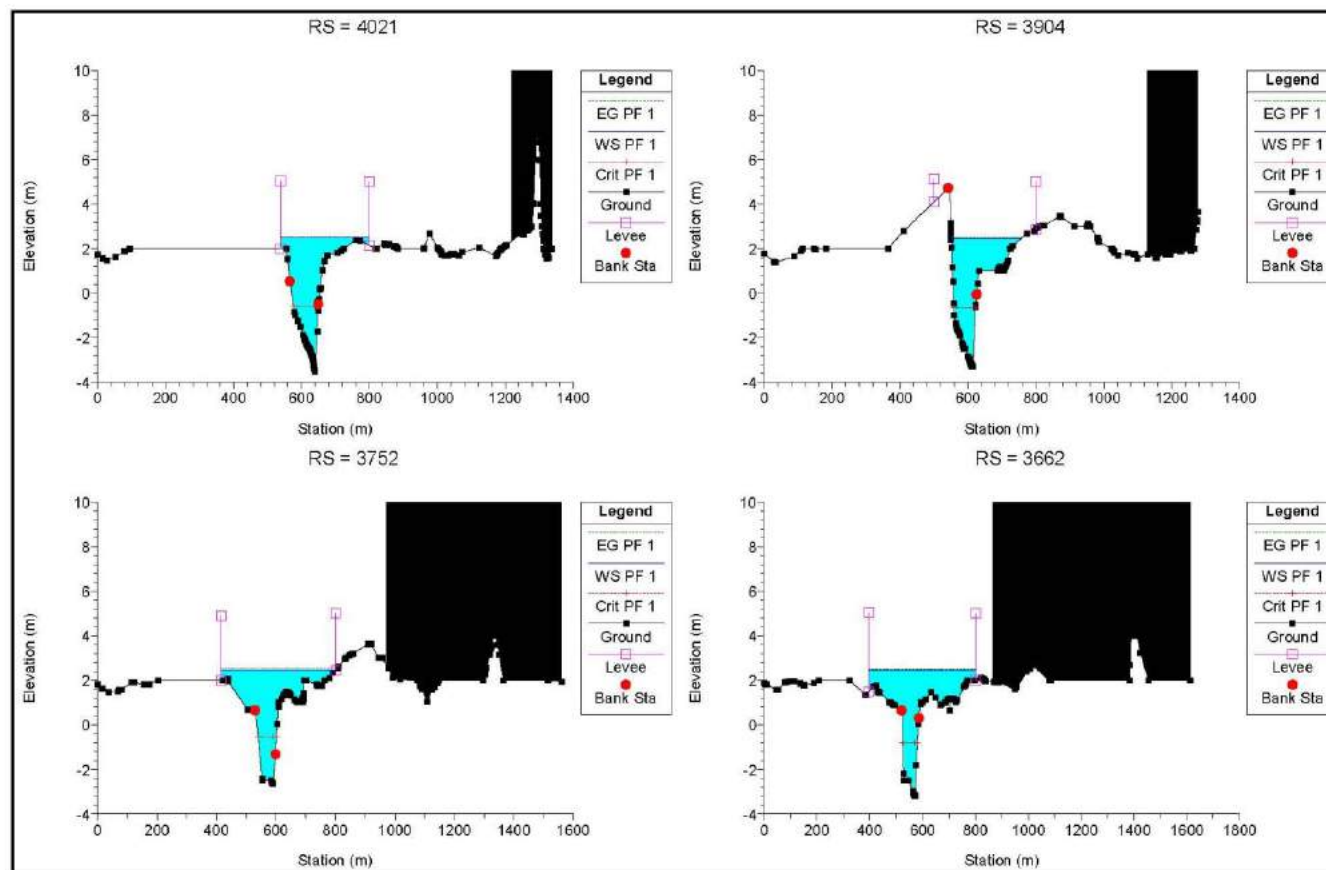 RS = 4021
10
8
6
4
2
0
-2
-4
Elevation (m)
0
200
400
600
800
1000
1200
1400
Station (m)
Legend
EG PF 1
WS PF 1
Crit PF 1
Ground
Levee
Bank Sta
RS = 3904
10
8
6
4
2
0
-2
-4
Elevation (m)
0
200
400
600
800
1000
1200
1400
Station (m)
Legend
EG PF 1
WS PF 1
Crit PF 1
Ground
Levee
Bank Sta
RS = 3752
10
8
6
4
2
0
-2
-4
Elevation (m)
0
200
400
600
800
1000
1200
1400
1600
Station (m)
Legend
EG PF 1
WS PF 1
Crit PF 1
Ground
Levee
Bank Sta
RS = 3662
10
8
6
4
2
0
-2
-4
Elevation (m)
0
200
400
600
800
1000
1200
1400
1600
1800
Station (m)
Legend
EG PF 1
WS PF 1
Crit PF 1
Ground
Levee
Bank Sta